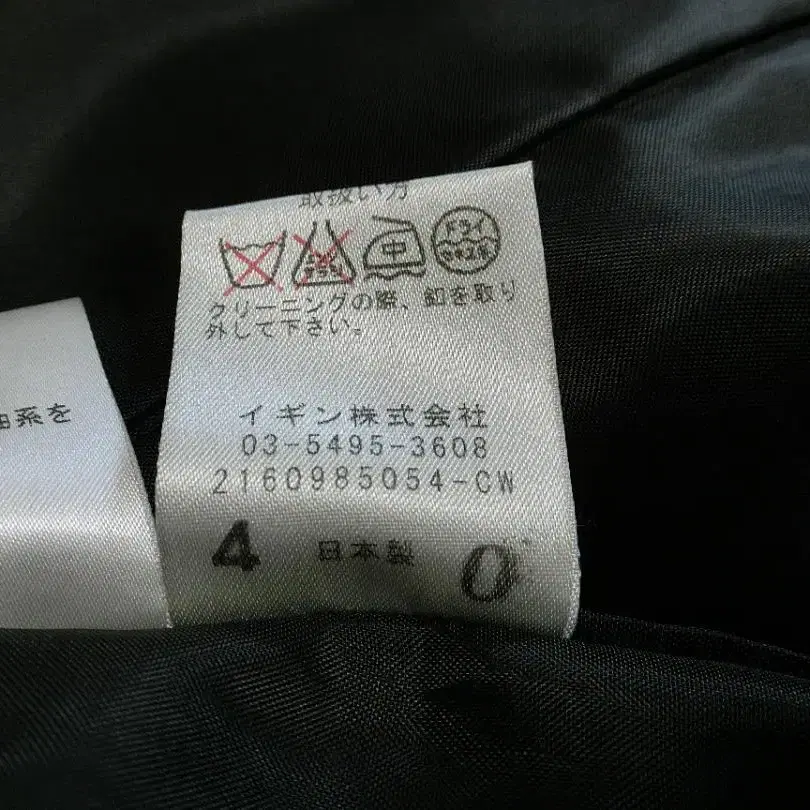 取扱い方
中
ドライ
クリーニングの際、釦を取り
外して下さい。
油系を
イギン株式会社
03-5495-3608
2160985054-CW
4 日本製 0